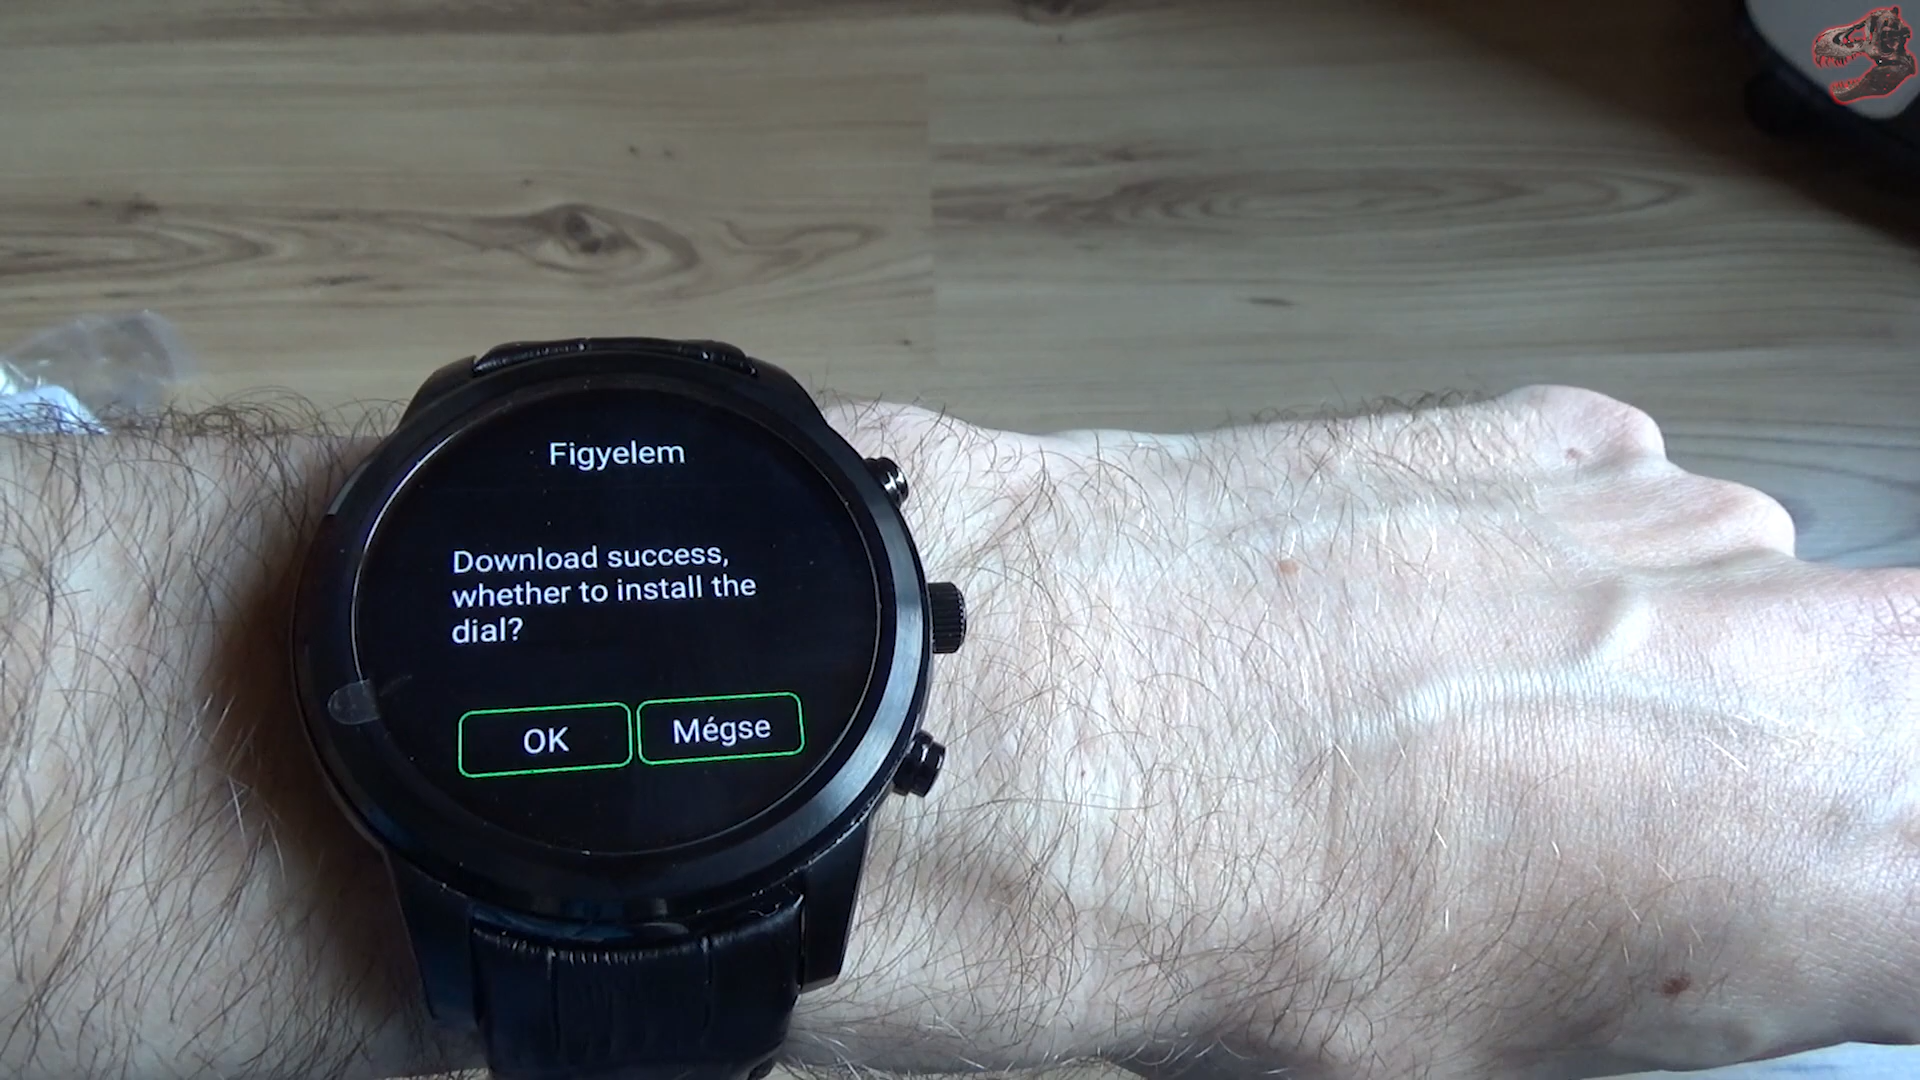 Figyelem
Download success,
whether to install the
dial?
OK
Mégse